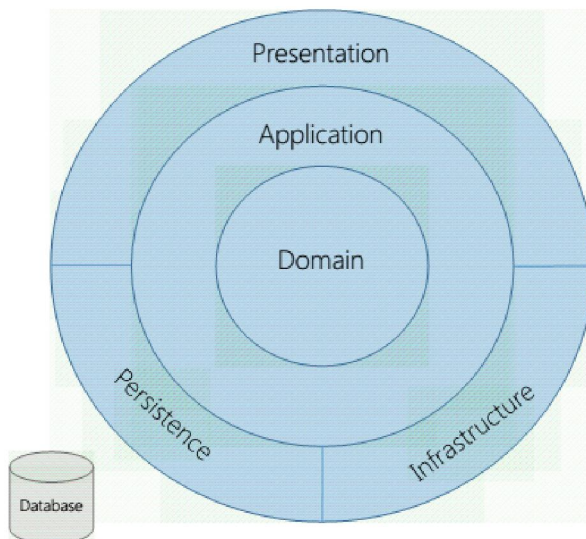 Presentation
Application
Domain
Persistence
Infrastructure
Database